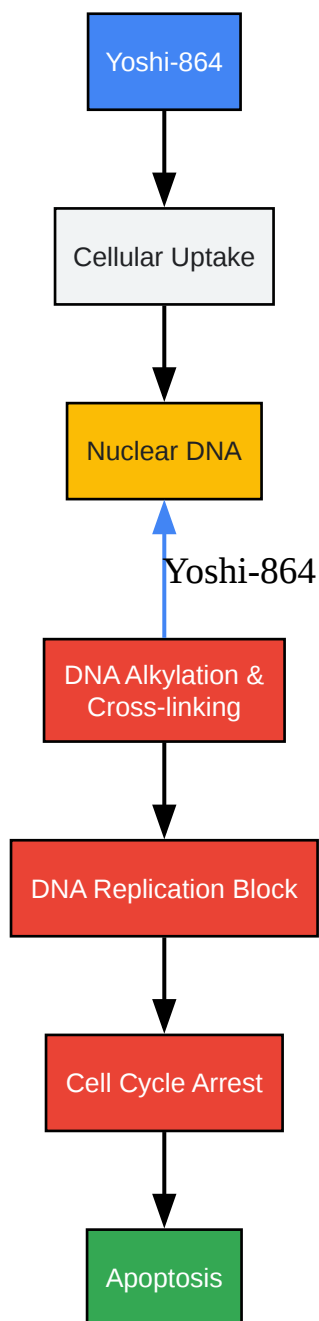 Yoshi-864
Cellular Uptake
Nuclear DNA
Yoshi-864
DNA Alkylation &
Cross-linking
DNA Replication Block
Cell Cycle Arrest
Apoptosis